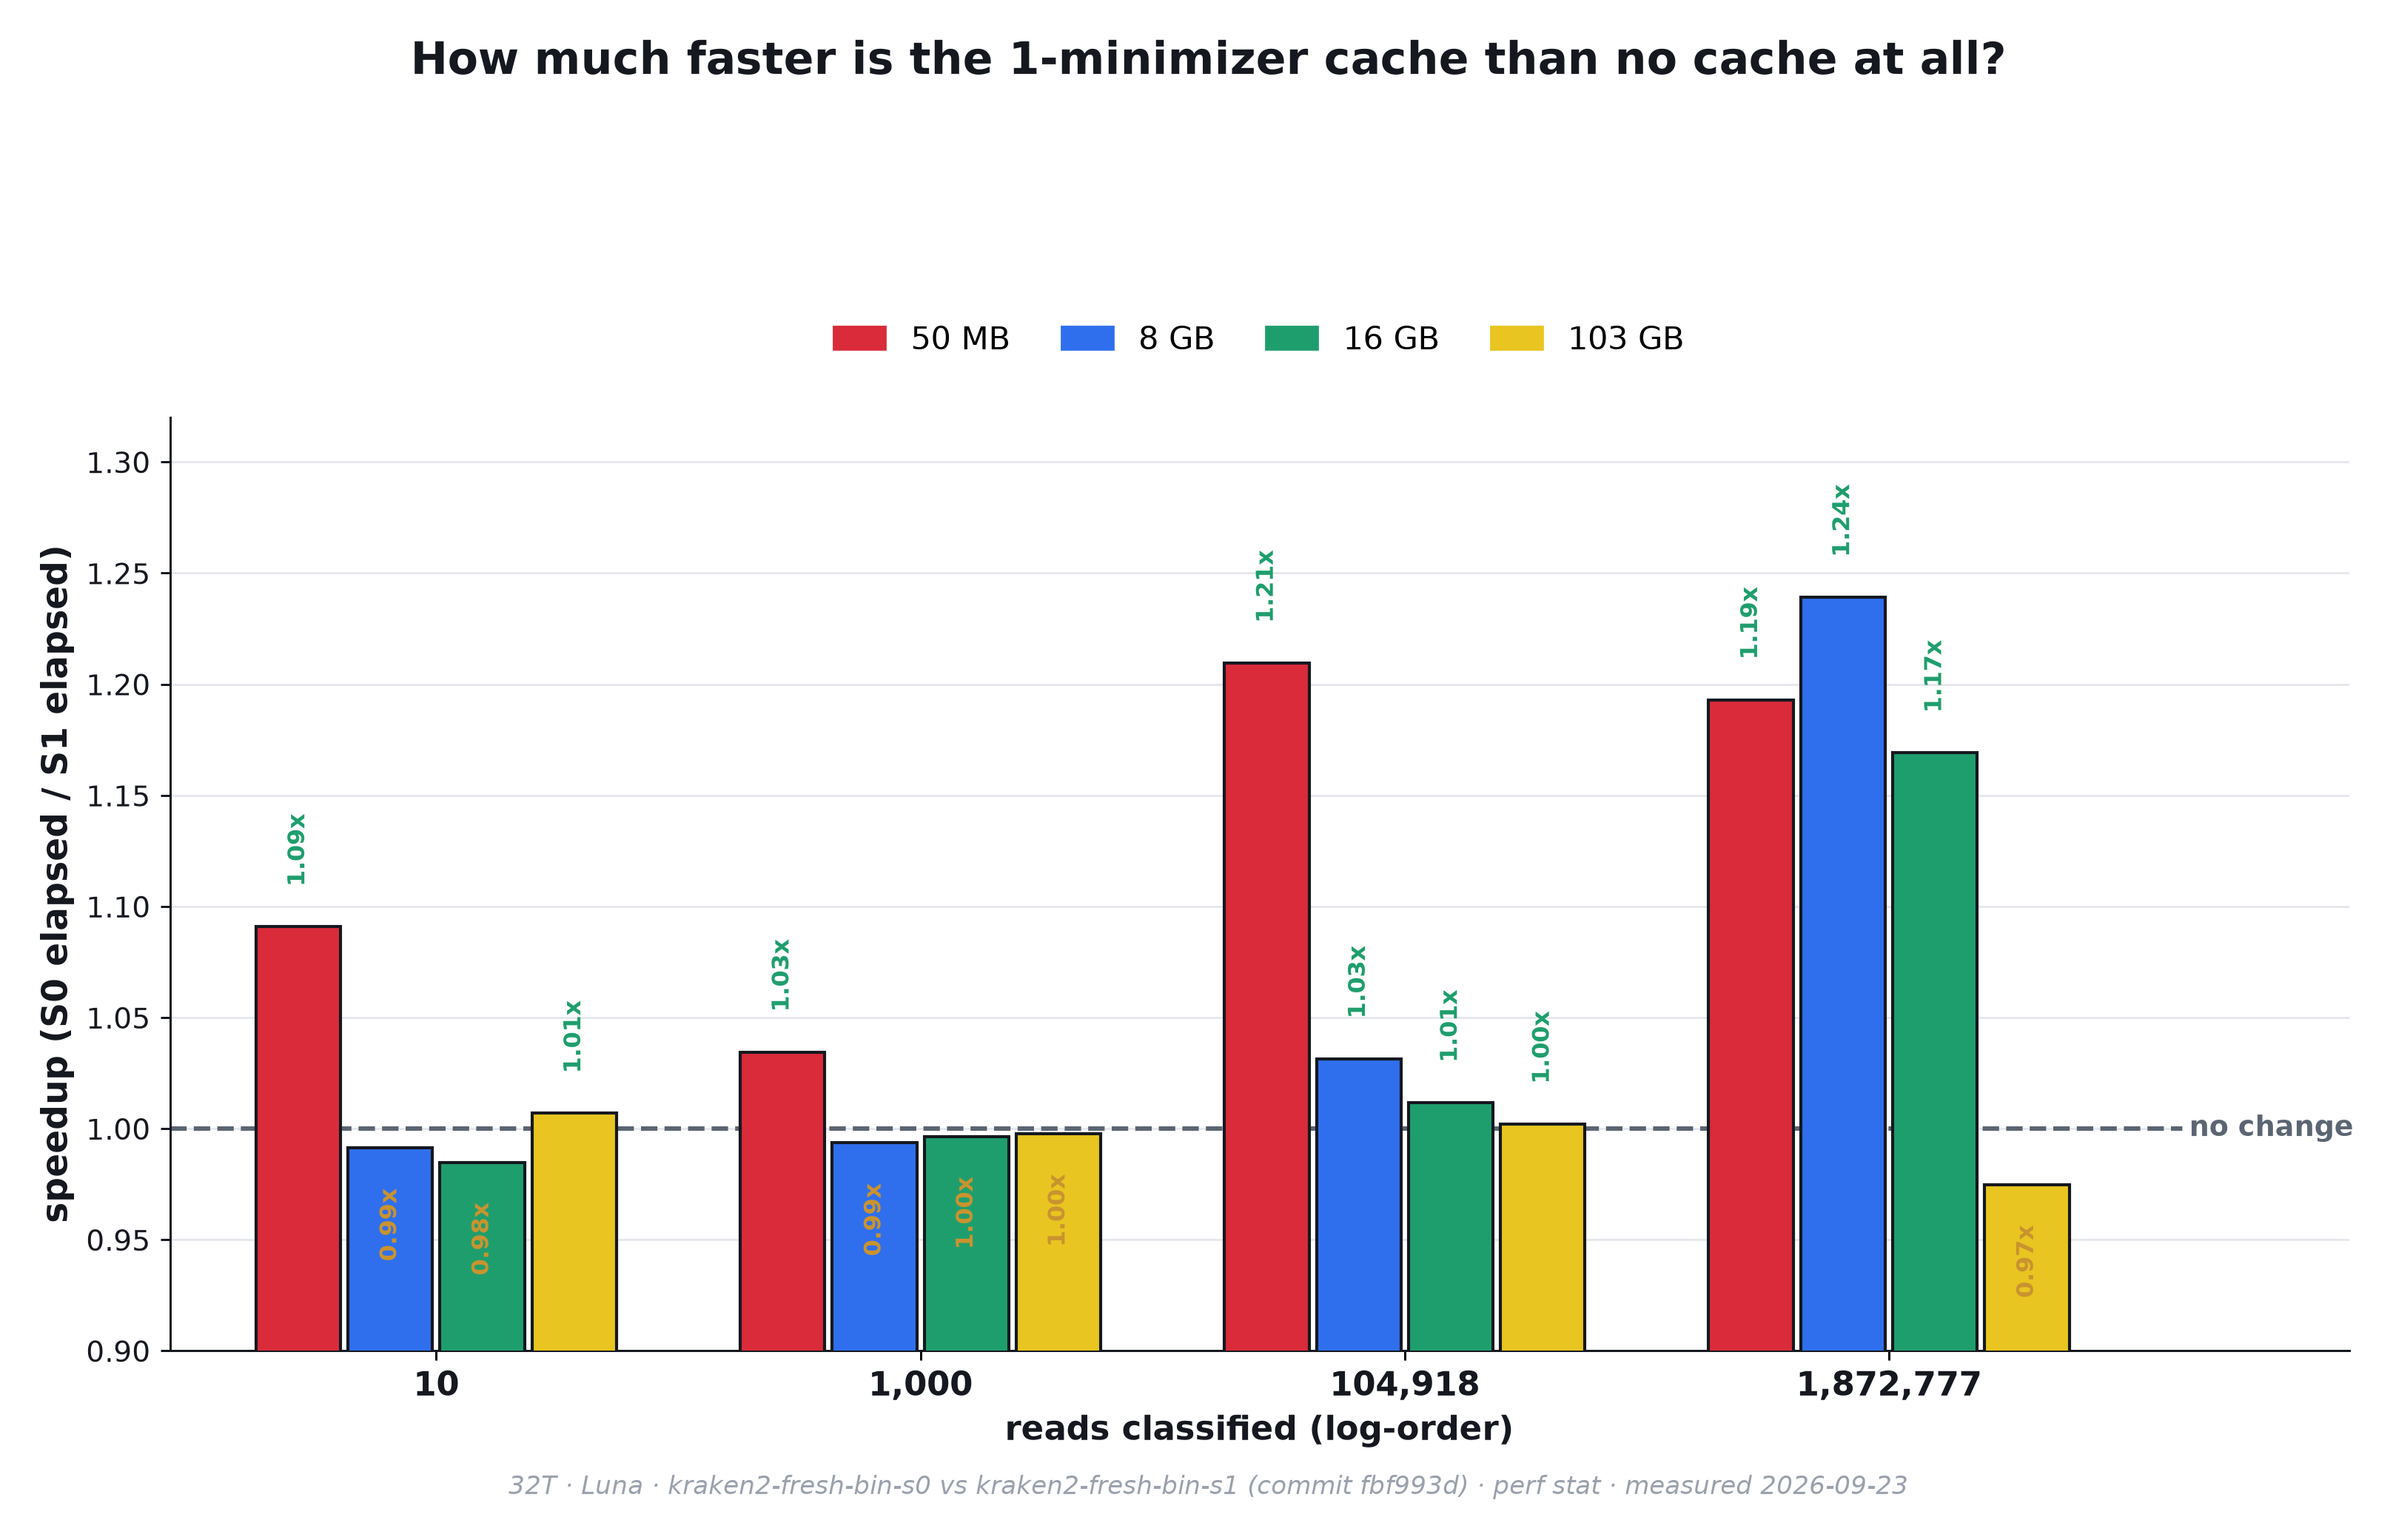 How much faster is the 1-minimizer cache than no cache at all?
50 MB 8 GB 16 GB 103 GB
speedup (S0 elapsed / S1 elapsed)
1.30
1.25
1.20
1.15
1.10
1.05
1.00
0.95
0.90
1.09x
0.99x
0.98x
1.01x
1.03x
0.99x
1.00x
1.00x
1.21x
1.03x
1.01x
1.00x
1.19x
1.24x
1.17x
0.97x
no change
10 1,000 104,918 1,872,777
reads classified (log-order)
32T · Luna · kraken2-fresh-bin-s0 vs kraken2-fresh-bin-s1 (commit fbf993d) · perf stat · measured 2026-09-23